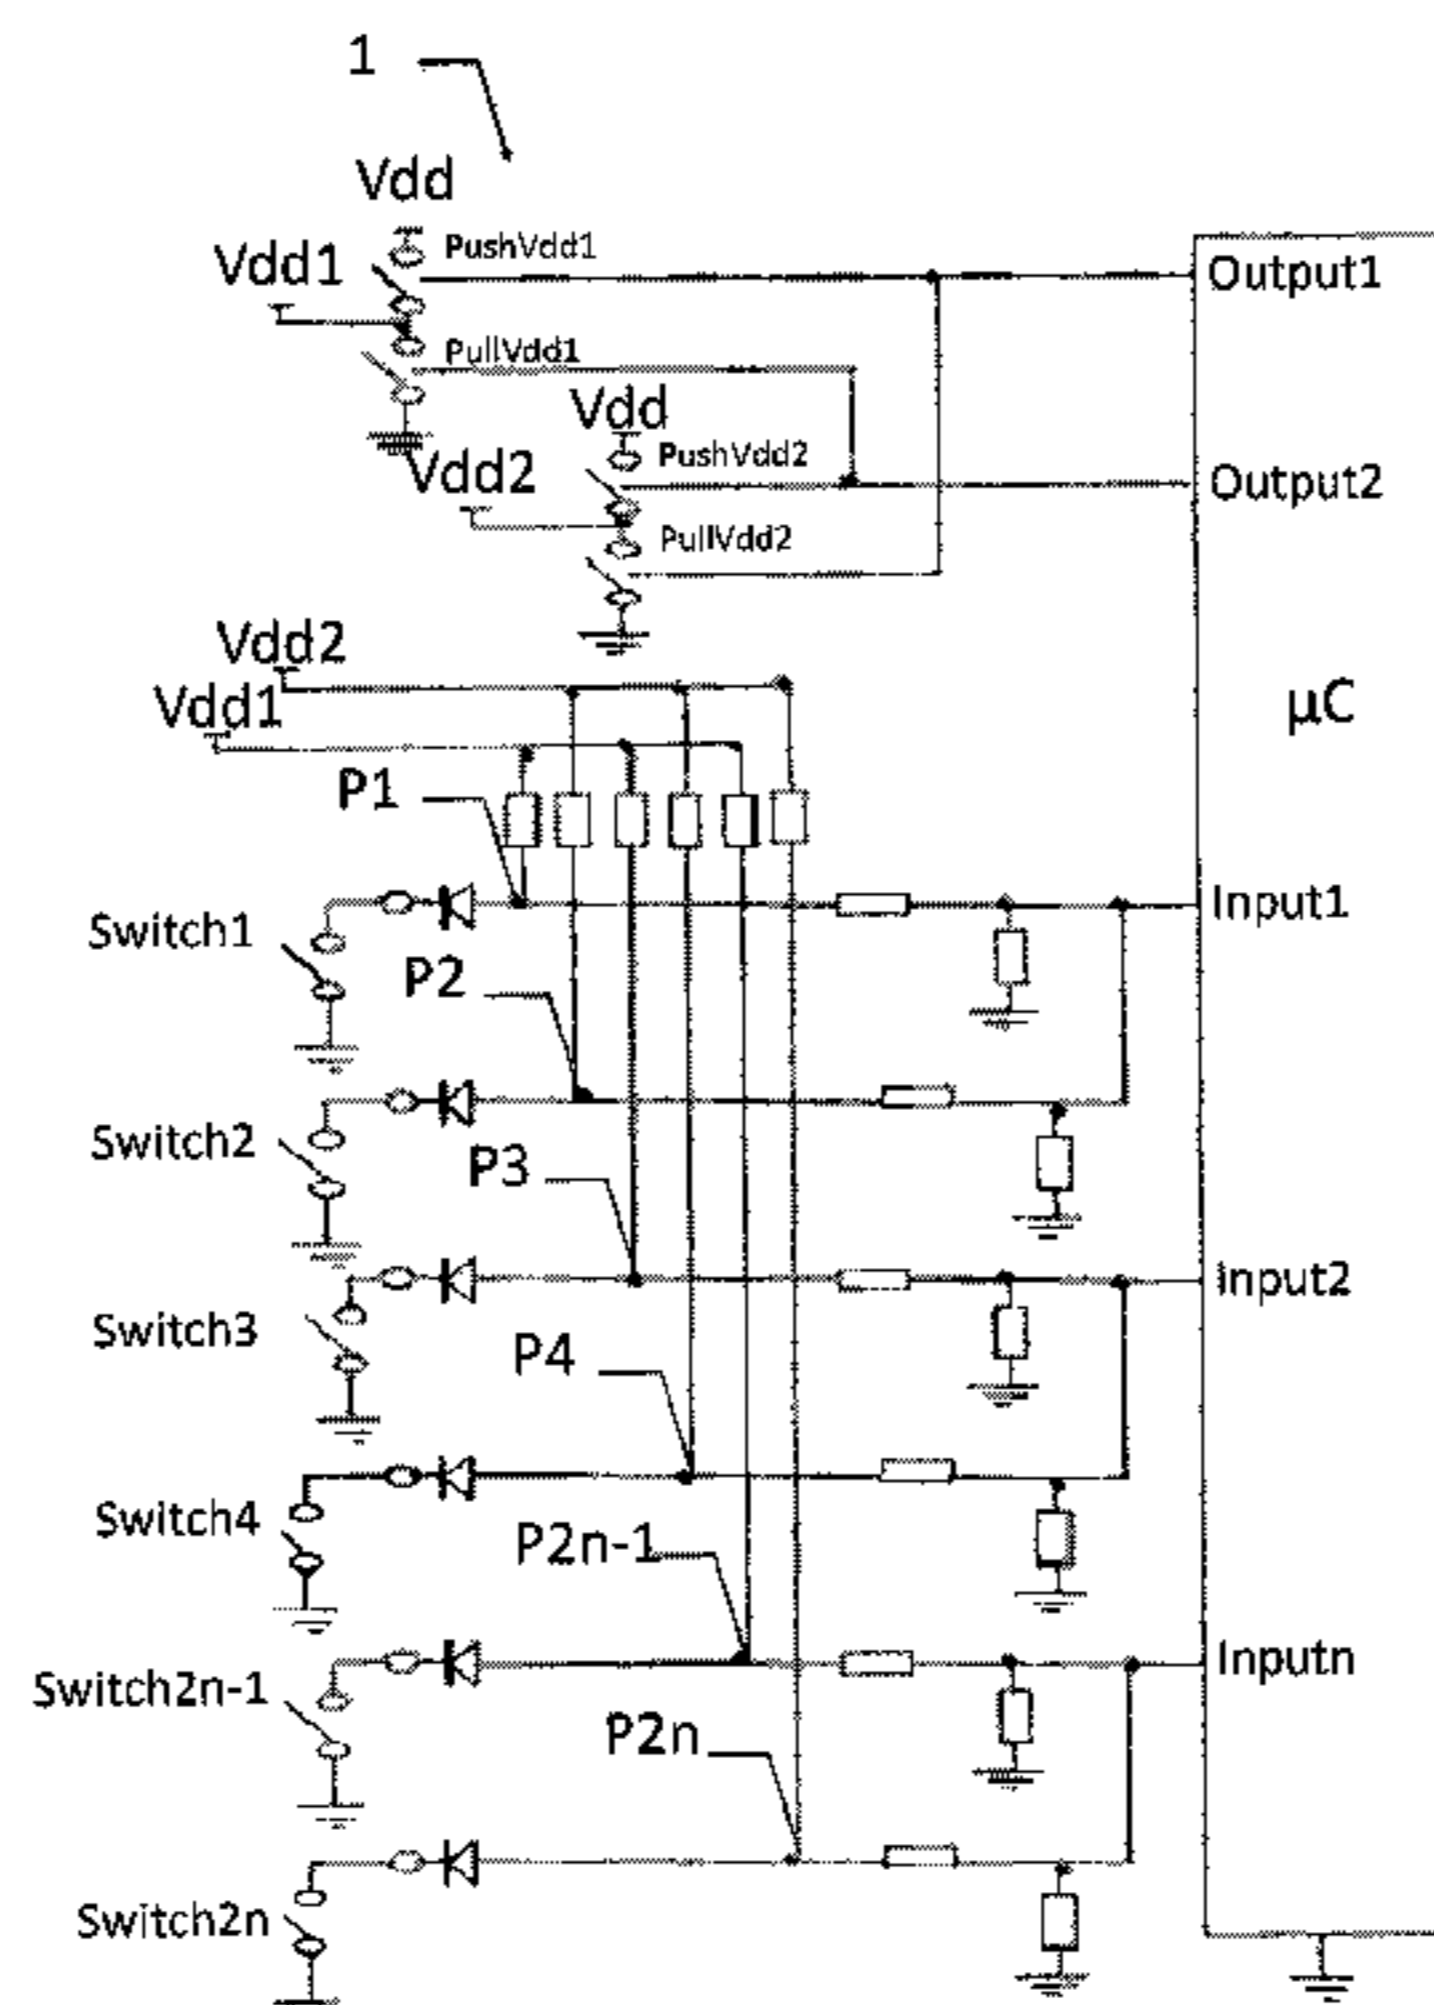 1
Vdd
Vdd1
PushVdd1
Output1
PullVdd1
Vdd
Vdd2
PushVdd2
Output2
PullVdd2
Vdd2
Vdd1
µC
P1
Switch1
Input1
P2
Switch2
P3
Input2
Switch3
P4
Switch4
P2n-1
Switch2n-1
Inputn
P2n
Switch2n